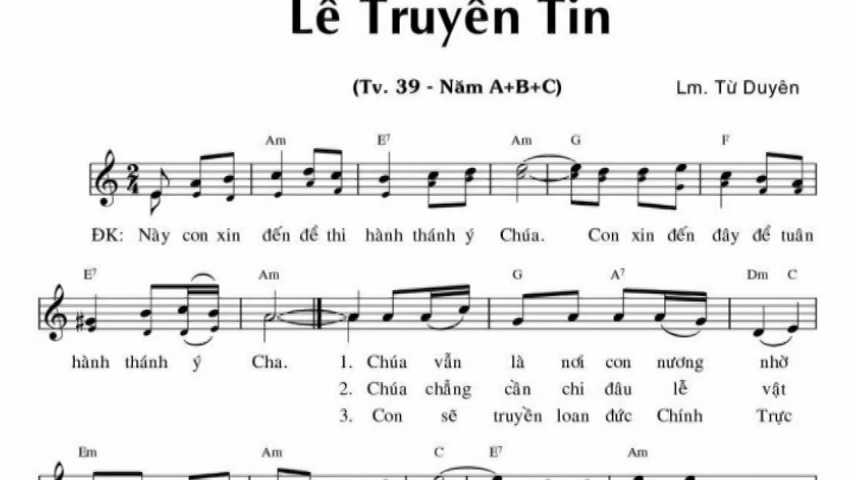 Lễ Truyền Tin
(Tv. 39 - Năm A+B+C)
Lm. Từ Duyên
Am E7 Am G F
2
4
ĐK: Này con xin đến để thi hành thánh ý Chúa. Con xin đến đây để tuân
E7 Am G A7 Dm C
hành thánh ý Cha. 1. Chúa vẫn là nơi con nương nhờ
2. Chúa chẳng cần chi đâu lễ vật
3. Con sẽ truyền loan đức Chính Trực
Em Am C E7 Am